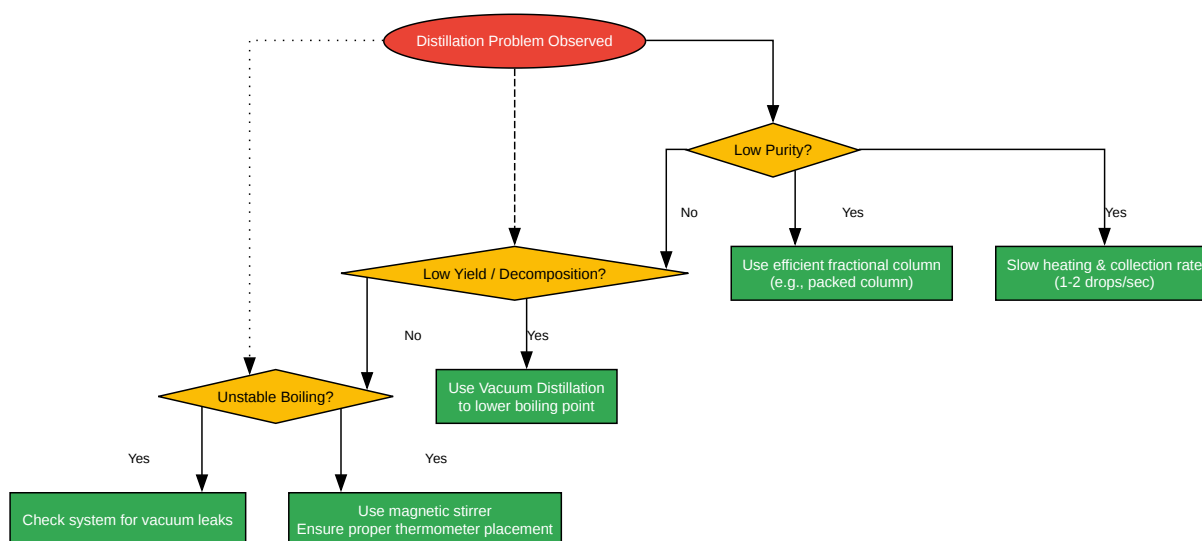 Distillation Problem Observed
Low Purity?
No
Yes
Yes
Use efficient fractional column
(e.g., packed column)
Slow heating & collection rate
(1-2 drops/sec)
Low Yield / Decomposition?
No
Yes
Use Vacuum Distillation
to lower boiling point
Unstable Boiling?
Yes
Yes
Check system for vacuum leaks
Use magnetic stirrer
Ensure proper thermometer placement